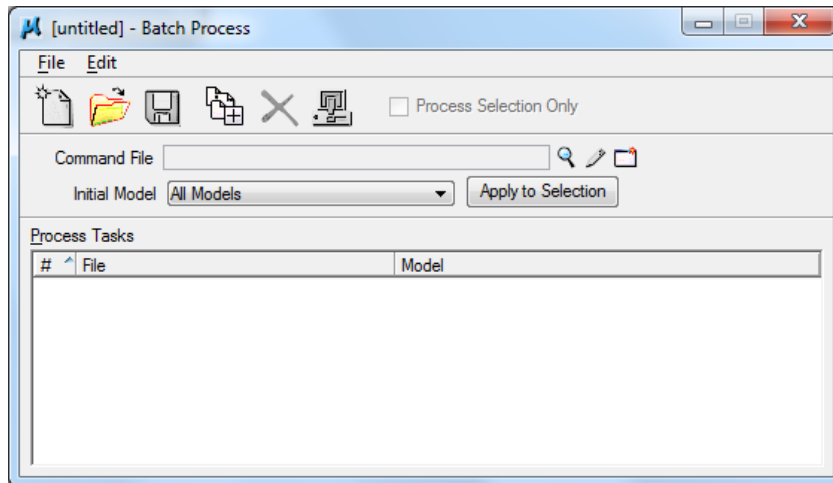 [untitled] - Batch Process
File Edit
Process Selection Only
Command File
Initial Model All Models Apply to Selection
Process Tasks
# File Model